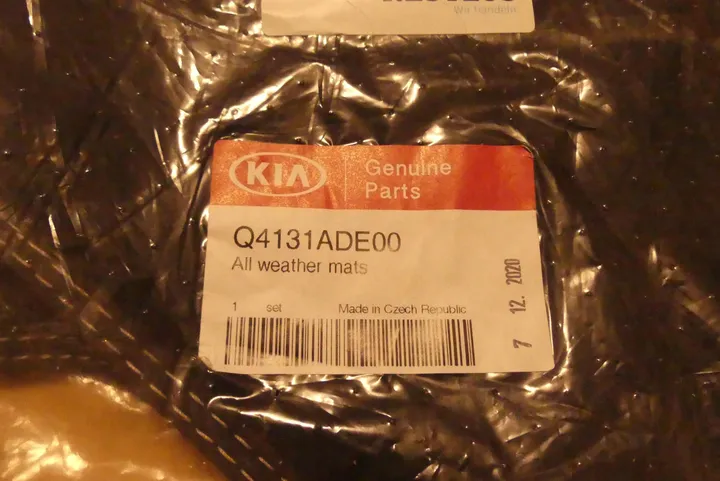 KIA
Genuine
Parts
Q4131ADE00
All weather mats
1 set
Made in Czech Republic
7 12. 2020